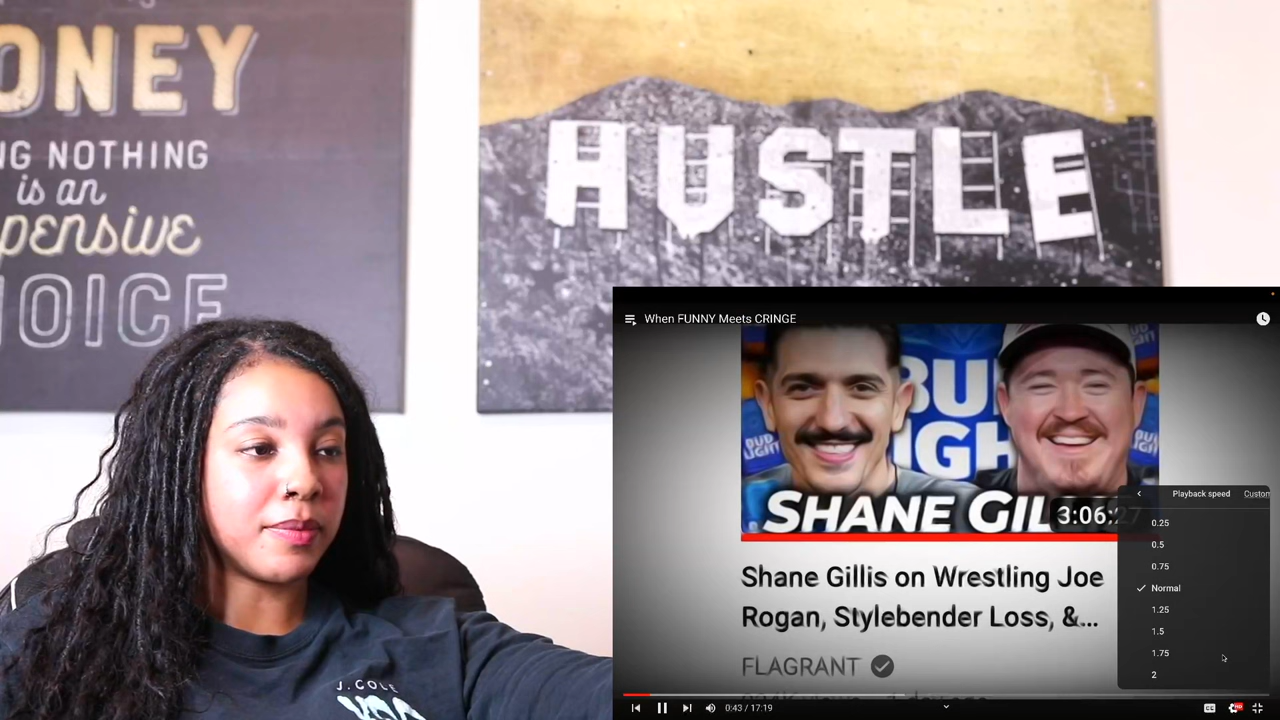 ONEY
NG NOTHING
is an
pensive
HOICE
HUSTLE
J. COLE
When FUNNY Meets CRINGE
BUD
LIGHT
SHANE GIL
3:06:27
Shane Gillis on Wrestling Joe
Rogan, Stylebender Loss, &...
FLAGRANT
Playback speed
Custom
0.25
0.5
0.75
Normal
1.25
1.5
1.75
2
0:43 / 17:19